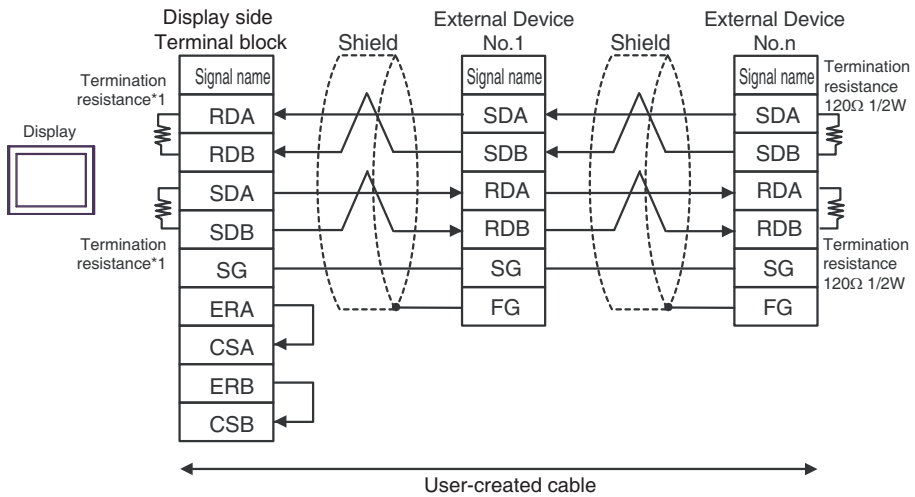 Display side
Terminal block
Shield
External Device
No.1
Shield
External Device
No.n
Termination
resistance*1
Display
Termination
resistance*1
Signal name
RDA
RDB
SDA
SDB
SG
ERA
CSA
ERB
CSB
Signal name
SDA
SDB
RDA
RDB
SG
FG
Signal name
SDA
SDB
RDA
RDB
SG
FG
Termination
resistance
120Ω 1/2W
Termination
resistance
120Ω 1/2W
User-created cable